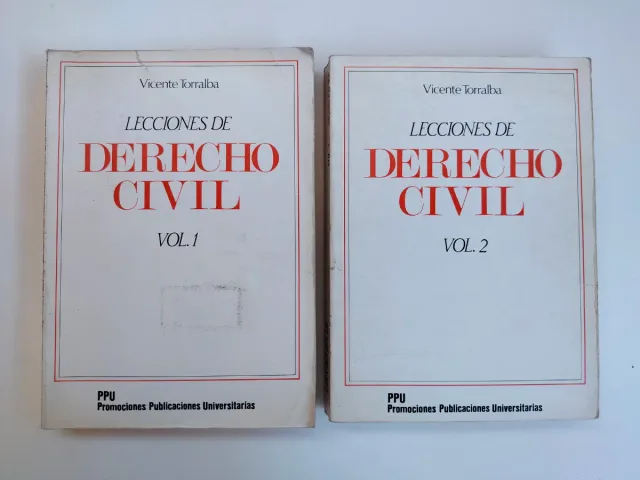 Vicente Torralba
LECCIONES DE
DERECHO
CIVIL
VOL. 1
PPU
Promociones Publicaciones Universitarias
Vicente Torralba
LECCIONES DE
DERECHO
CIVIL
VOL. 2
PPU
Promociones Publicaciones Universitarias